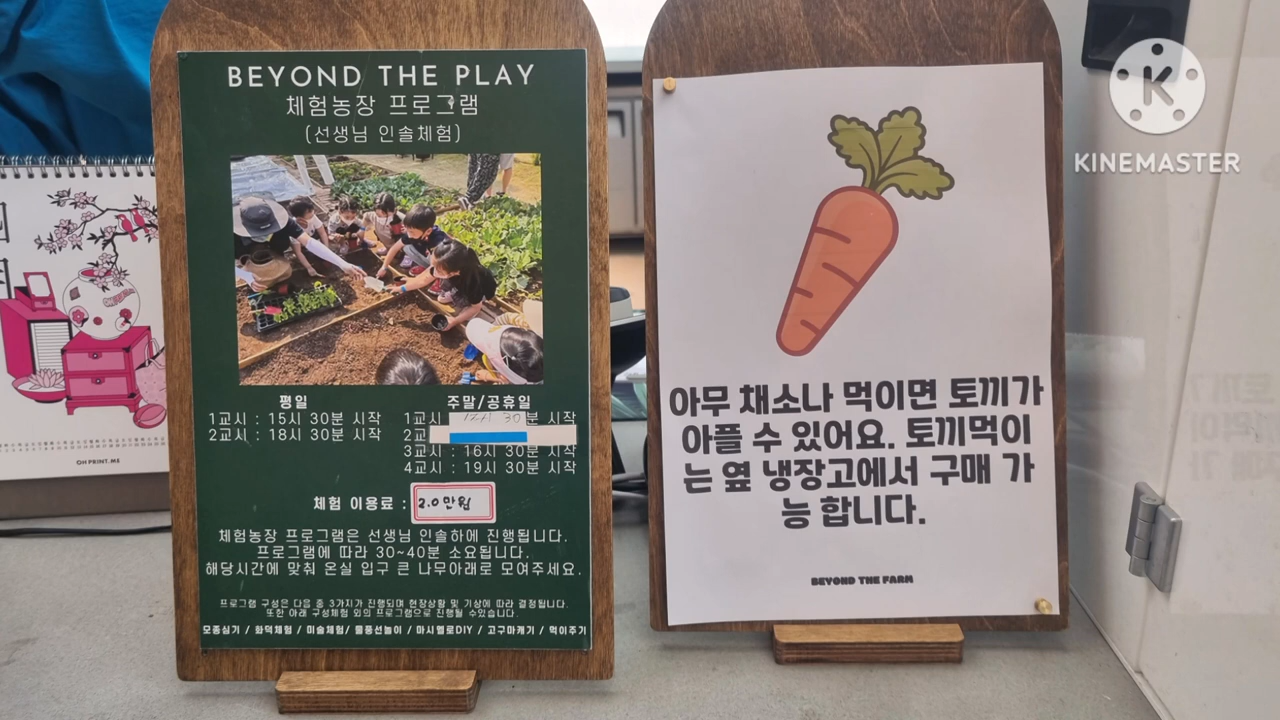 BEYOND THE PLAY
체험농장 프로그램
(선생님 인솔체험)
평일
1교시 : 15시 30분 시작
2교시 : 18시 30분 시작
주말/공휴일
1교시 30분 시작
2교
3교시 : 16시 30분 시작
4교시 : 19시 30분 시작
체험 이용료 : 2.0만원
체험농장 프로그램은 선생님 인솔하에 진행됩니다.
프로그램에 따라 30~40분 소요됩니다.
해당시간에 맞춰 온실 입구 큰 나무아래로 모여주세요.
프로그램 구성은 다음 중 3가지가 진행되며 현장상황 및 기상에 따라 결정됩니다.
또한 아래 구성체험 외의 프로그램으로 진행될 수있습니다.
모종심기 / 화덕체험 / 미술체험/ 물풍선놀이 / 마시멜로DIY / 고구마캐기 / 먹이주기
아무 채소나 먹이면 토끼가
아플 수 있어요. 토끼먹이
는 옆 냉장고에서 구매 가
능 합니다.
BEYOND THE FARM
OH PRINT.ME
KINEMASTER